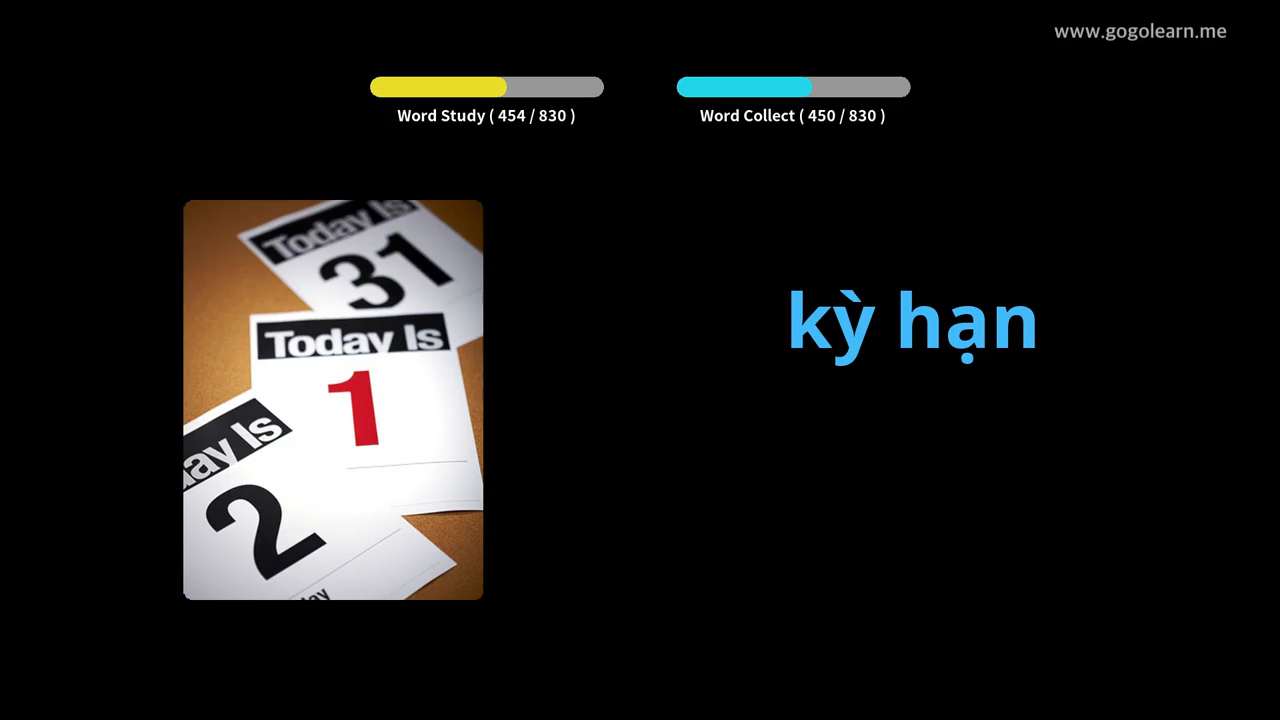 www.gogolearn.me
Word Study ( 454 / 830 )
Word Collect ( 450 / 830 )
Today Is
31
Today Is
1
ay Is
2
kỳ hạn